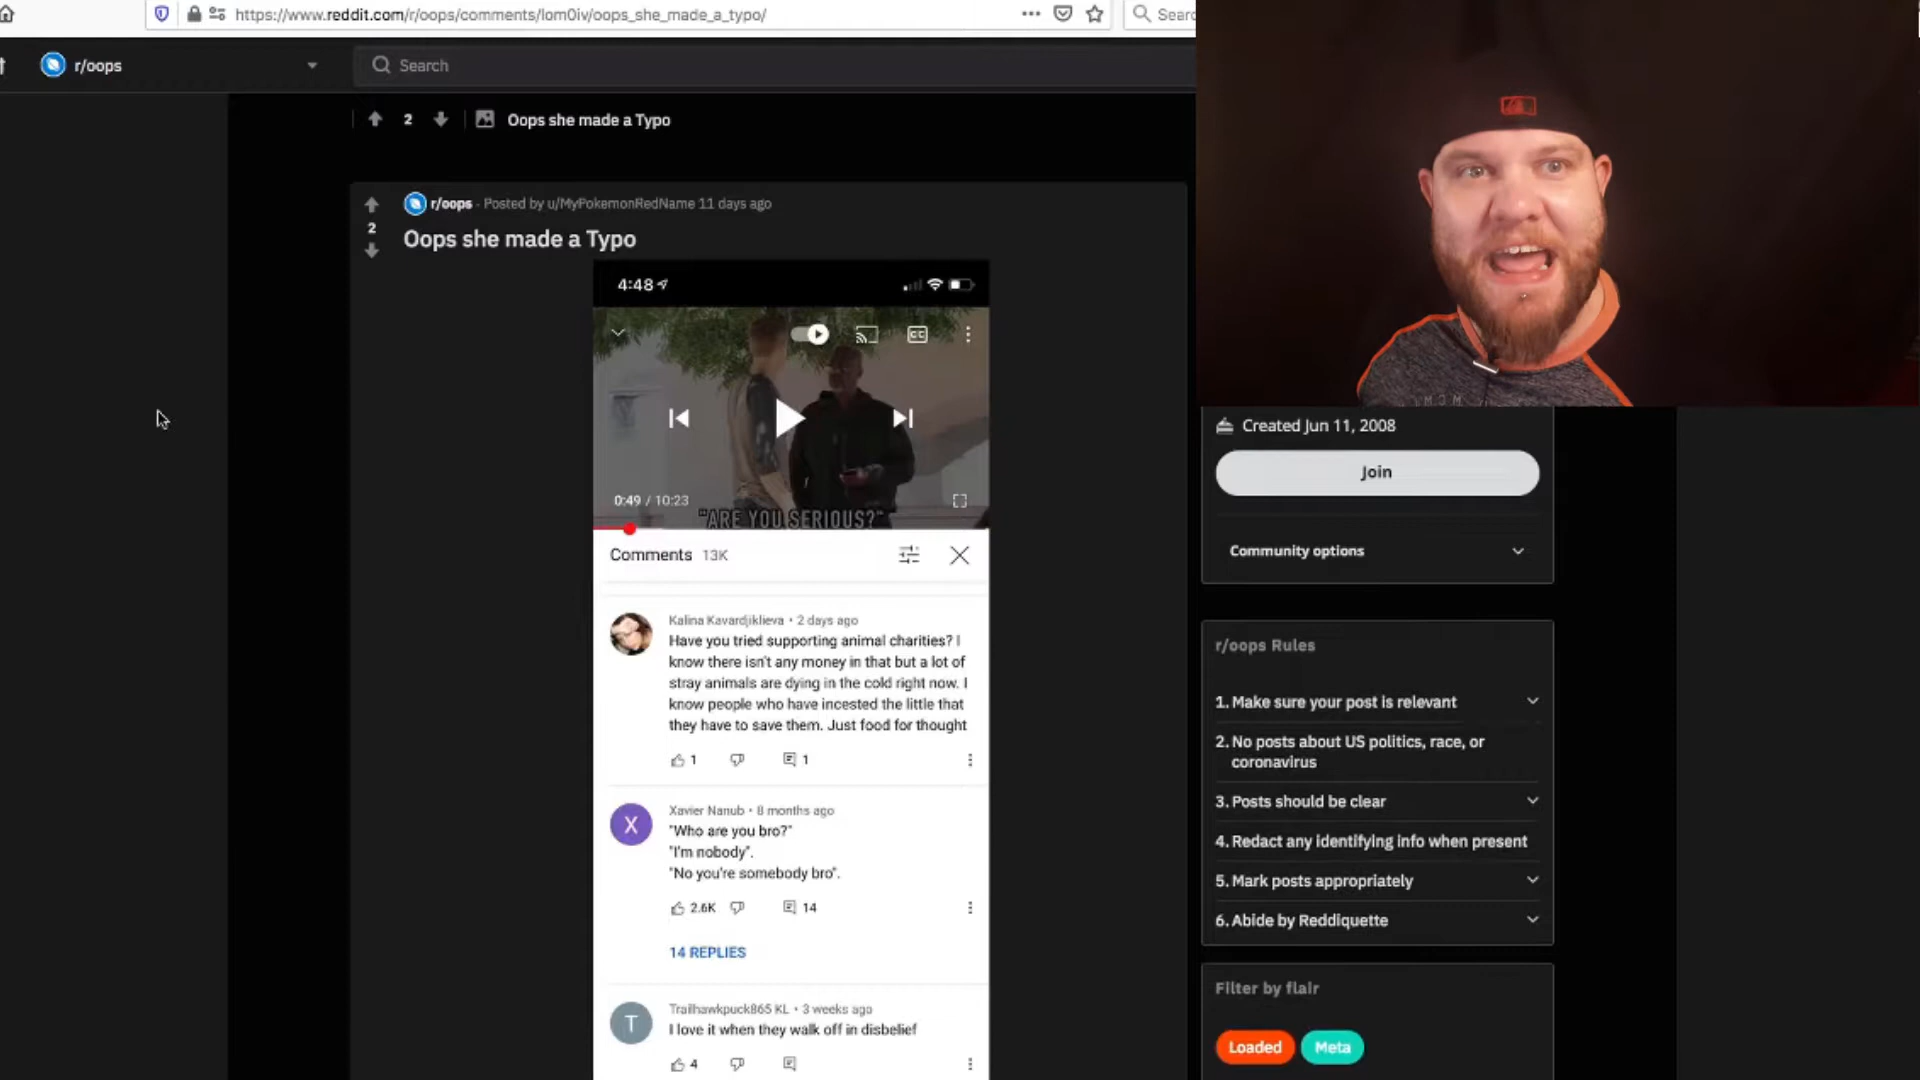 https://www.reddit.com/r/oops/comments/lom0iv/oops_she_made_a_typo/
r/oops
Search
2
Oops she made a Typo
r/oops · Posted by u/MyPokemonRedName 11 days ago
2
Oops she made a Typo
4:48
CC
0:49 / 10:23
"ARE YOU SERIOUS?"
Comments 13K
Kalina Kavardjiklieva • 2 days ago
Have you tried supporting animal charities? I
know there isn't any money in that but a lot of
stray animals are dying in the cold right now. I
know people who have incested the little that
they have to save them. Just food for thought
1
1
X
Xavier Nanub • 8 months ago
"Who are you bro?"
"I'm nobody".
"No you're somebody bro".
2.6K
14
14 REPLIES
T
Trailhawkpuck865 KL • 3 weeks ago
I love it when they walk off in disbelief
4
Created Jun 11, 2008
Join
Community options
r/oops Rules
1. Make sure your post is relevant
2. No posts about US politics, race, or
coronavirus
3. Posts should be clear
4. Redact any identifying info when present
5. Mark posts appropriately
6. Abide by Reddiquette
Filter by flair
Loaded
Meta